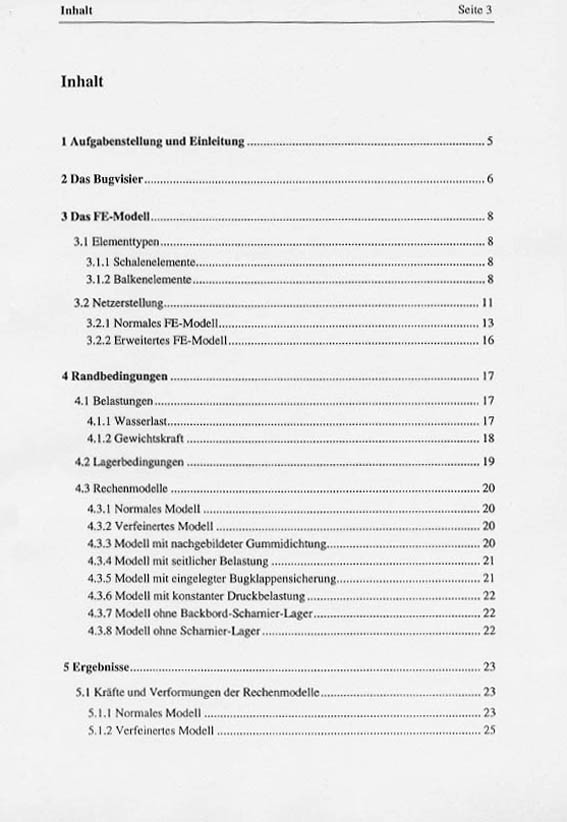 Inhalt Seite 3
Inhalt
1 Aufgabenstellung und Einleitung 5
2 Das Bugvisier 6
3 Das FE-Modell 8
3.1 Elementtypen 8
3.1.1 Schalenelemente 8
3.1.2 Balkenelemente 8
3.2 Netzerstellung 11
3.2.1 Normales FE-Modell 13
3.2.2 Erweitertes FE-Modell 16
4 Randbedingungen 17
4.1 Belastungen 17
4.1.1 Wasserlast 17
4.1.2 Gewichtskraft 18
4.2 Lagerbedingungen 19
4.3 Rechenmodelle 20
4.3.1 Normales Modell 20
4.3.2 Verfeinertes Modell 20
4.3.3 Modell mit nachgebildeter Gummidichtung 20
4.3.4 Modell mit seitlicher Belastung 21
4.3.5 Modell mit eingelegter Bugklappensicherung 21
4.3.6 Modell mit konstanter Druckbelastung 22
4.3.7 Modell ohne Backbord-Scharnier-Lager 22
4.3.8 Modell ohne Scharnier-Lager 22
5 Ergebnisse 23
5.1 Kräfte und Verformungen der Rechenmodelle 23
5.1.1 Normales Modell 23
5.1.2 Verfeinertes Modell 25